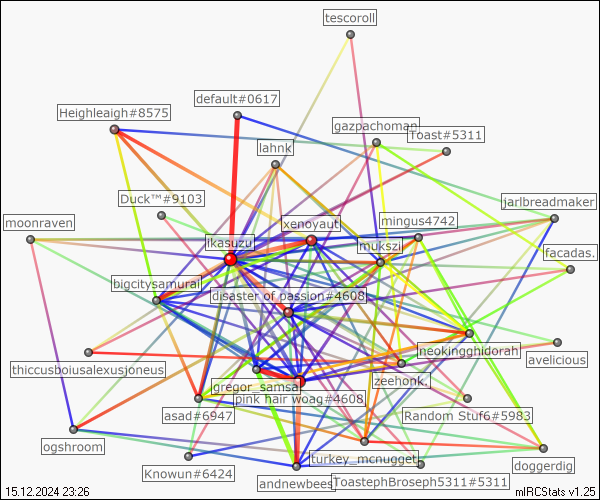 tescoroll
default#0617
Heighleaigh#8575
gazpachoman
Toast#5311
lahnk
Duck™#9103
jarlbreadmaker
moonraven
xenoyaut
mingus4742
ikasuzu
mukszi
facadas.
bigcitysamurai
disaster of passion#4608
neokingghidorah
avelicious
thiccusboiusalexusjoneus
gregor_samsa
zeehonk.
pink hair woag#4608
asad#6947
Random Stuf6#5983
ogshroom
turkey_mcnugget
doggerdig
Knowun#6424
andnewbees
ToastephBroseph5311#5311
15.12.2024 23:26
mIRCStats v1.25